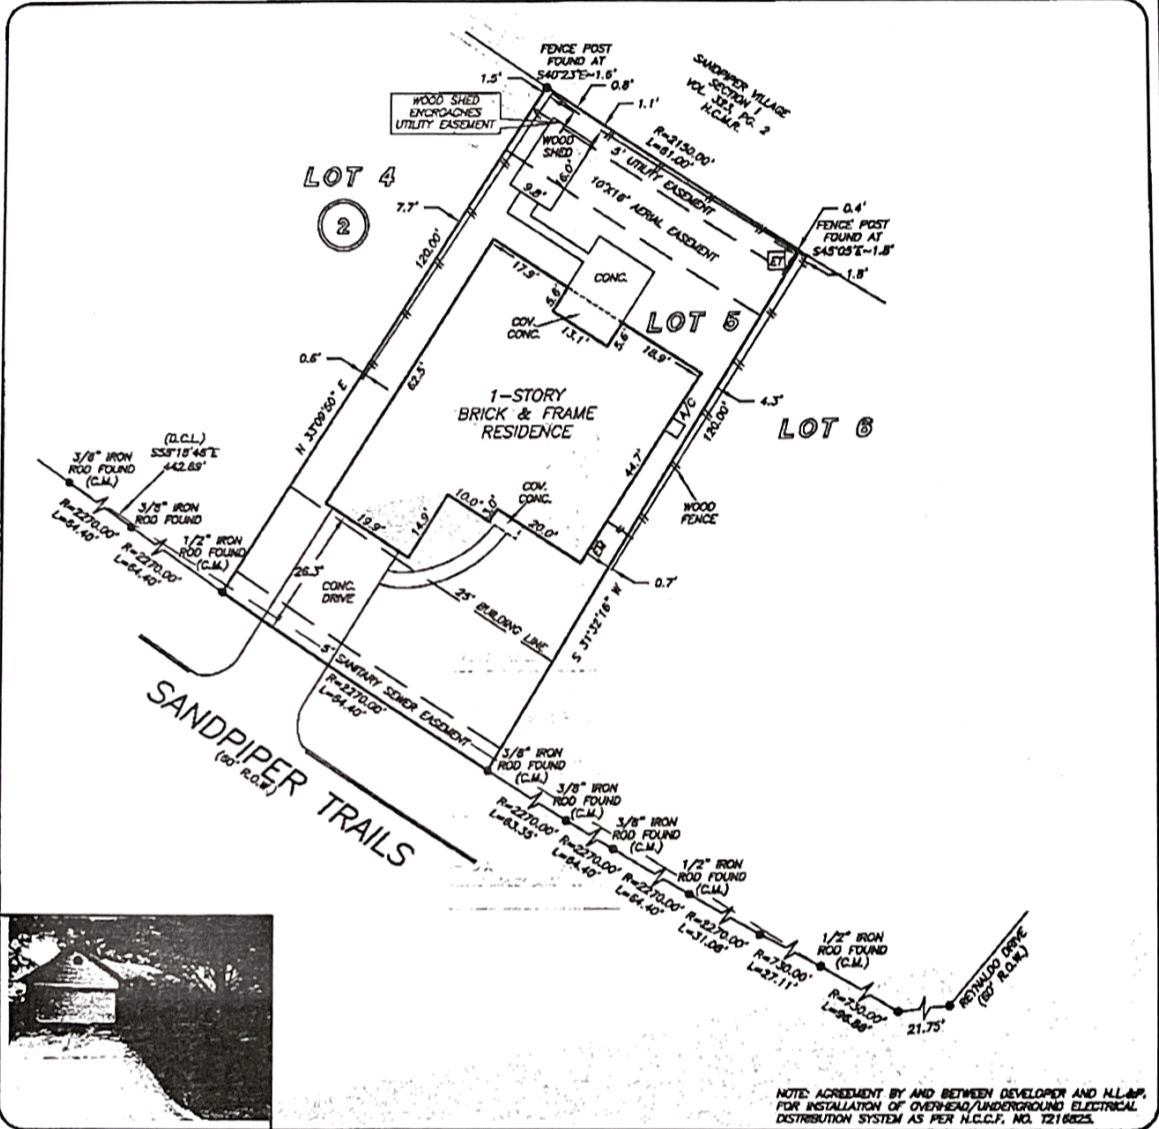 FENCE POST
FOUND AT
S40°23'E~1.6'
1.5'
0.8'
1.1'
SANDPIPER VILLAGE
SECTION 1
VOL. 323, PG. 2
H.C.M.R.
WOOD SHED
ENCROACHES
UTILITY EASEMENT
WOOD
SHED
16.0'
9.8'
R=2150.00'
L=61.00'
5' UTILITY EASEMENT
10'X16' AERIAL EASEMENT
LOT 4
2
7.7'
120.00'
0.4'
FENCE POST
FOUND AT
S45°05'E~1.8'
1.8'
ET
17.9'
CONC.
5.6'
COV.
CONC.
13.1'
5.6'
LOT 5
18.9'
0.6'
62.5'
1-STORY
BRICK & FRAME
RESIDENCE
A/C
4.3'
120.00'
LOT 6
N 33°09'50" E
44.7'
(D.C.L.)
S55°15'45"E
442.69'
3/8" IRON
ROD FOUND
(C.M.)
R=2270.00'
L=64.40'
3/8" IRON
ROD FOUND
R=2270.00'
L=64.40'
1/2" IRON
ROD FOUND
(C.M.)
10.0'
COV.
CONC.
20.0'
19.9'
14.9'
WOOD
FENCE
0.7'
26.3'
CONC.
DRIVE
25' BUILDING LINE
S 31°32'16" W
5' SANITARY SEWER EASEMENT
R=2270.00'
L=64.40'
SANDPIPER TRAILS
(60' R.O.W.)
3/8" IRON
ROD FOUND
(C.M.)
R=2270.00'
L=63.35'
3/8" IRON
ROD FOUND
(C.M.)
R=2270.00'
L=64.40'
3/8" IRON
ROD FOUND
(C.M.)
R=2270.00'
L=64.40'
1/2" IRON
ROD FOUND
(C.M.)
R=2270.00'
L=31.08'
R=730.00'
L=27.11'
1/2" IRON
ROD FOUND
(C.M.)
R=730.00'
L=96.88'
21.75'
REYNALDO DRIVE
(60' R.O.W.)
NOTE: AGREEMENT BY AND BETWEEN DEVELOPER AND H.L.&P.
FOR INSTALLATION OF OVERHEAD/UNDERGROUND ELECTRICAL
DISTRIBUTION SYSTEM AS PER H.C.C.F. NO.